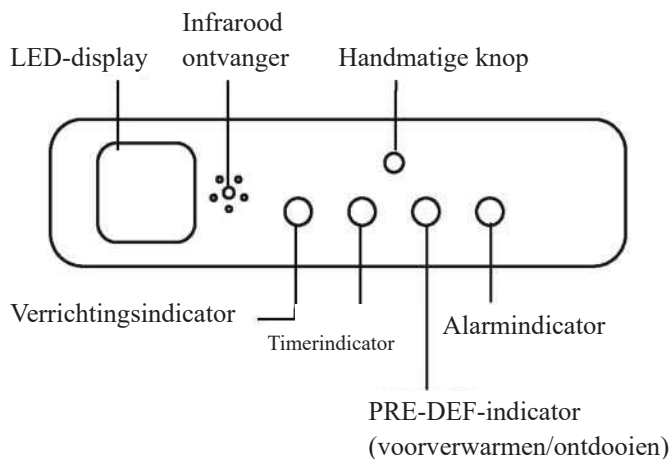 Infrarood
ontvanger
LED-display
Handmatige knop
Verrichtingsindicator
Timerindicator
Alarmindicator
PRE-DEF-indicator
(voorverwarmen/ontdooien)